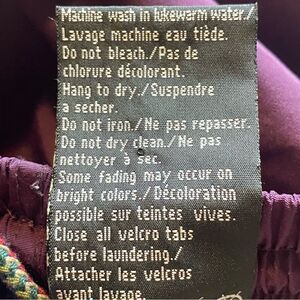 Machine wash in lukewarm water./
Lavage machine eau tiède.
Do not bleach./Pas de
chlorure décolorant.
Hang to dry./Suspendre
a secher.
Do not iron./Ne pas repasser.
Do not dry clean./Ne pas
nettoyer à sec.
Some fading may occur on
bright colors./ Décoloration
possible sur teintes vives.
Close all velcro tabs
before laundering./
Attacher les velcros
avant lavage.